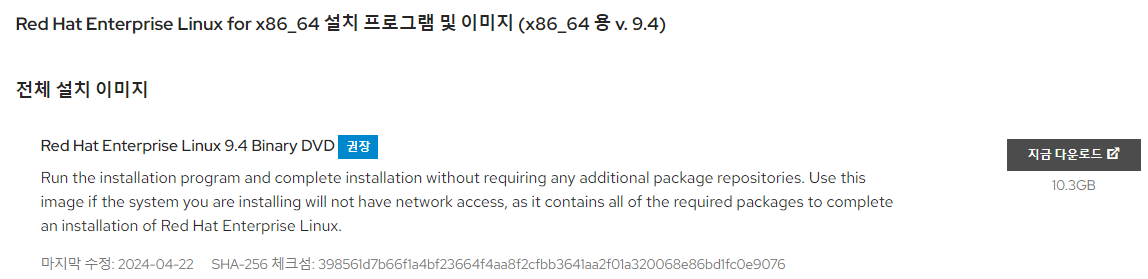 Red Hat Enterprise Linux for x86_64 설치 프로그램 및 이미지 (x86_64 용 v. 9.4)
전체 설치 이미지
Red Hat Enterprise Linux 9.4 Binary DVD 권장
지금 다운로드
Run the installation program and complete installation without requiring any additional package repositories. Use this
10.3GB
image if the system you are installing will not have network access, as it contains all of the required packages to complete
an installation of Red Hat Enterprise Linux.
마지막 수정: 2024-04-22 SHA-256 체크섬: 398561d7b66f1a4bf23664f4aa8f2cfbb3641aa2f01a320068e86bd1fc0e9076